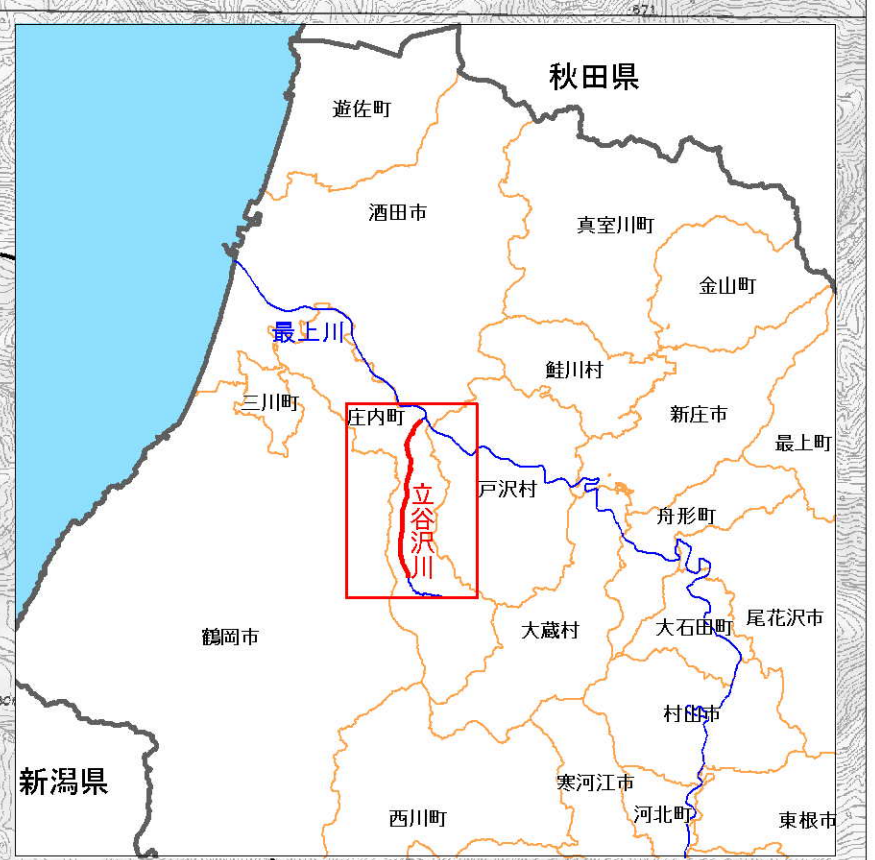 671
秋田県
遊佐町
酒田市
真室川町
金山町
最上川
鮭川村
三川町
庄内町
新庄市
最上町
戸沢村
立谷沢川
舟形町
鶴岡市
大蔵村
大石田町
尾花沢市
村山市
新潟県
寒河江市
西川町
河北町
東根市